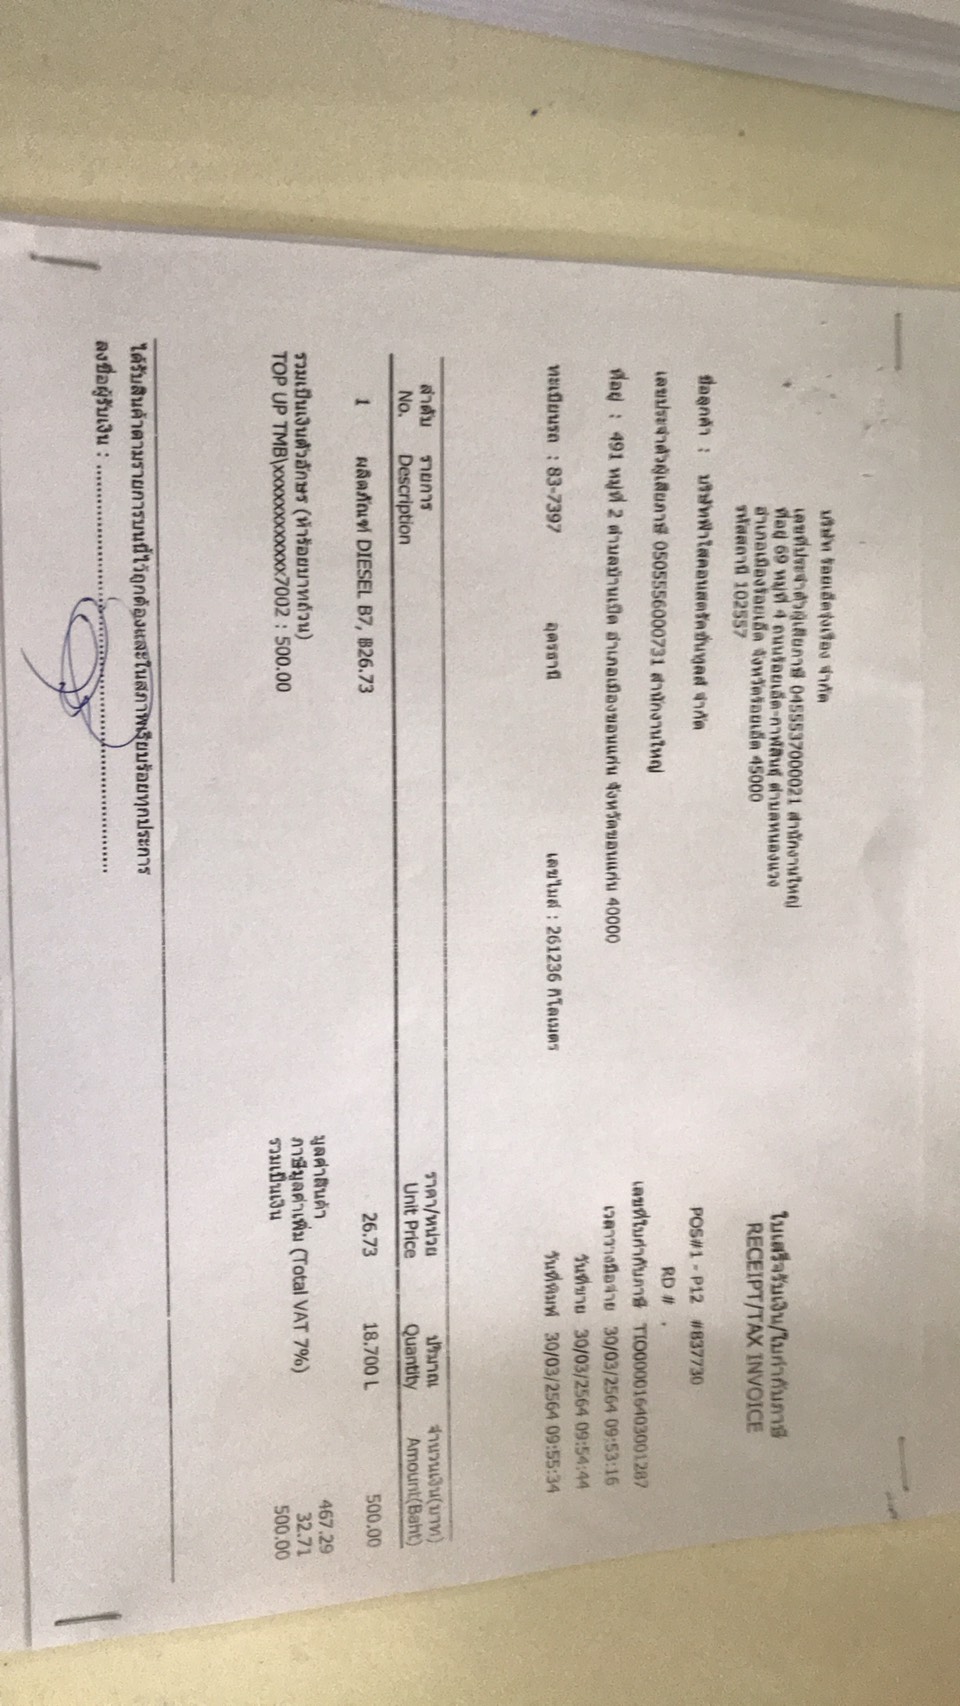 บริษัท ร้อยเอ็ดรุ่งเรือง จำกัด
เลขที่ประจำตัวผู้เสียภาษี 0455537000021 สำนักงานใหญ่
ที่อยู่ 69 หมู่ที่ 4 ถนนร้อยเอ็ด-กาฬสินธุ์ ตำบลหนองแวง
อำเภอเมืองร้อยเอ็ด จังหวัดร้อยเอ็ด 45000
รหัสสถานี 102557
ใบเสร็จรับเงิน/ใบกำกับภาษี
RECEIPT/TAX INVOICE
ชื่อลูกค้า : บริษัทฟ้าใสคอนสตรัคชั่นทูลส์ จำกัด
POS#1 - P12 #837730
เลขประจำตัวผู้เสียภาษี 0505556000731 สำนักงานใหญ่
RD # .
ที่อยู่ : 491 หมู่ที่ 2 ตำบลบ้านเป็ด อำเภอเมืองขอนแก่น จังหวัดขอนแก่น 40000
เลขที่ใบกำกับภาษี TI0000016403001287
เวลาวางมือจ่าย 30/03/2564 09:53:16
วันที่ขาย 30/03/2564 09:54:44
ทะเบียนรถ : 83-7397 อุดรธานี เลขไมล์ : 261236 กิโลเมตร
วันที่พิมพ์ 30/03/2564 09:55:34
ลำดับ รายการ ราคา/หน่วย ปริมาณ จำนวนเงิน(บาท)
No. Description Unit Price Quantity Amount(Baht)
1 ผลิตภัณฑ์ DIESEL B7, B26.73 26.73 18.700 L 500.00
มูลค่าสินค้า 467.29
รวมเป็นเงินตัวอักษร (ห้าร้อยบาทถ้วน) ภาษีมูลค่าเพิ่ม (Total VAT 7%) 32.71
TOP UP TMB\xxxxxxxxxxxx7002 : 500.00 รวมเป็นเงิน 500.00
ได้รับสินค้าตามรายการบนนี้ไว้ถูกต้องและในสภาพเรียบร้อยทุกประการ
ลงชื่อผู้รับเงิน : ................................................